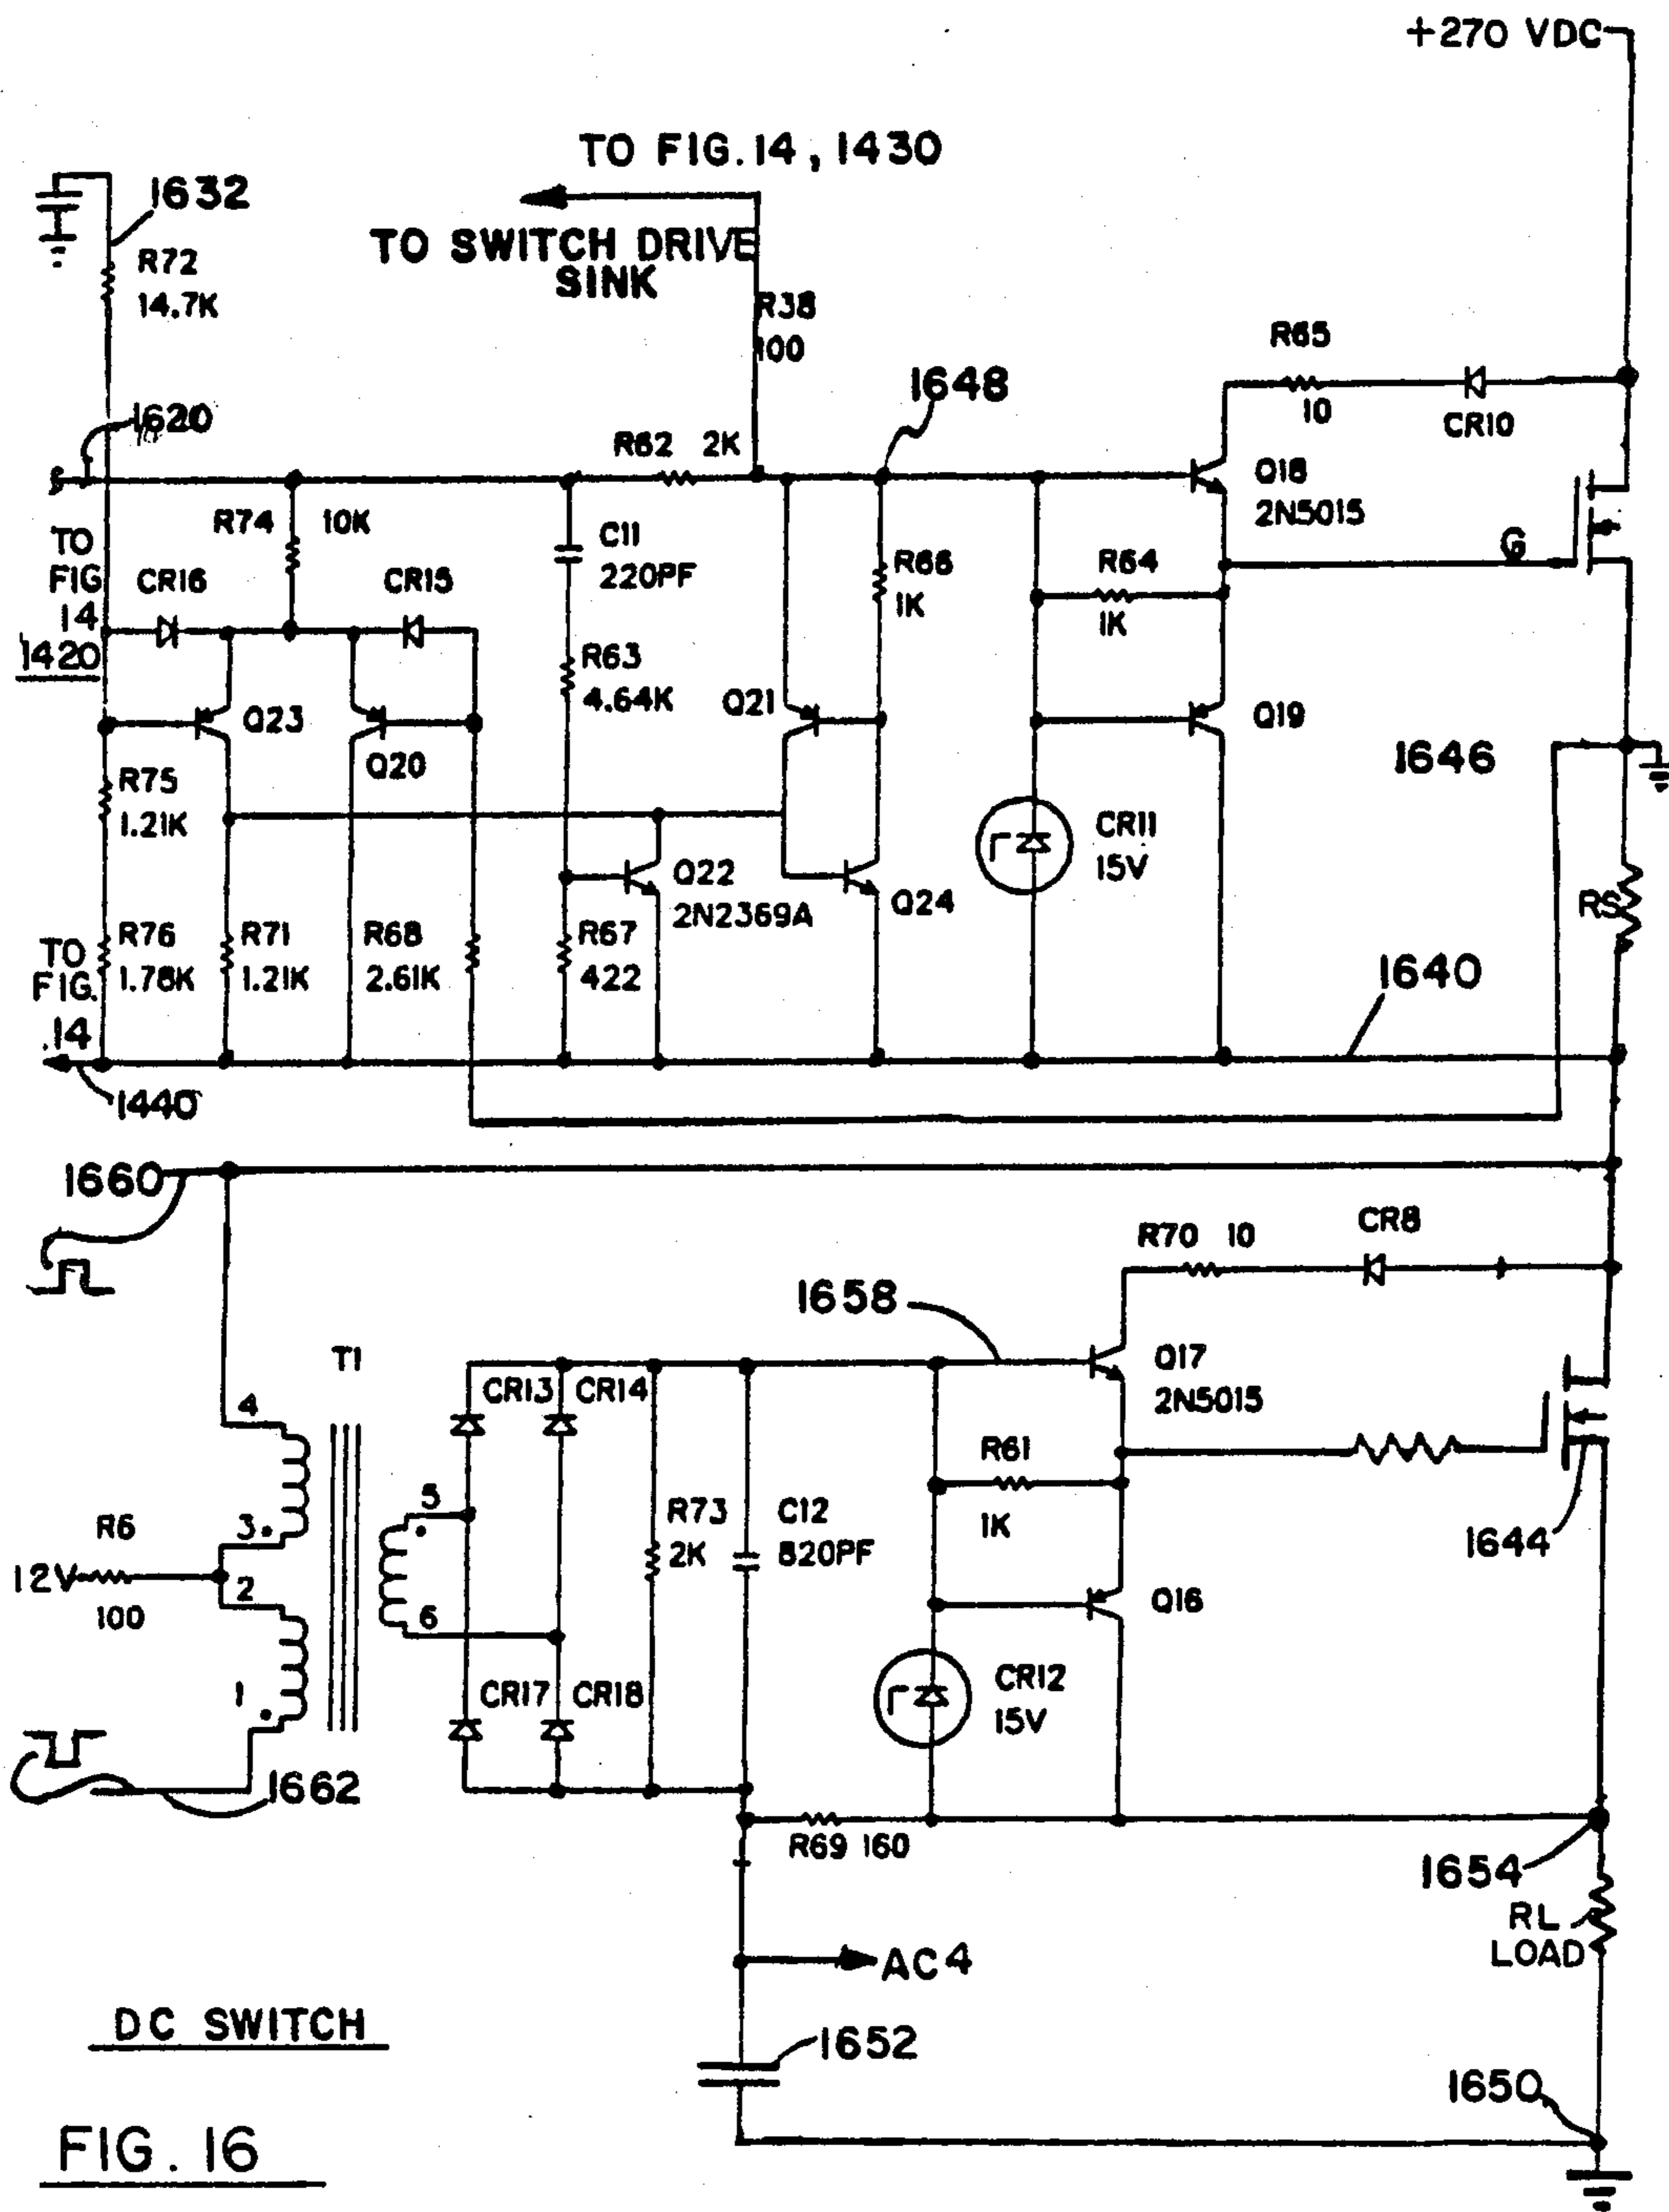 +270 VDC
TO FIG. 14, 1430
TO SWITCH DRIVE
SINK
1632
R72
14.7K
R38
100
1620
R62 2K
1648
R65
10
CR10
Q18
2N5015
R74 10K
TO
FIG
14
1420
CR16
CR15
C11
220PF
R66
1K
R64
1K
G
R63
4.64K
Q23
Q20
Q21
Q19
1646
R75
1.21K
CR11
15V
Q22
2N2369A
Q24
RS
TO
FIG.
14
R76
1.78K
R71
1.21K
R68
2.61K
R67
422
1640
1440
1660
R70 10
CR8
1658
T1
Q17
2N5015
CR13
CR14
4
R61
1K
5
R73
2K
C12
820PF
1644
R6
3
12V
2
100
6
Q16
1
CR17
CR18
CR12
15V
1662
R69 160
1654
RL
LOAD
AC4
DC SWITCH
1652
1650
FIG. 16